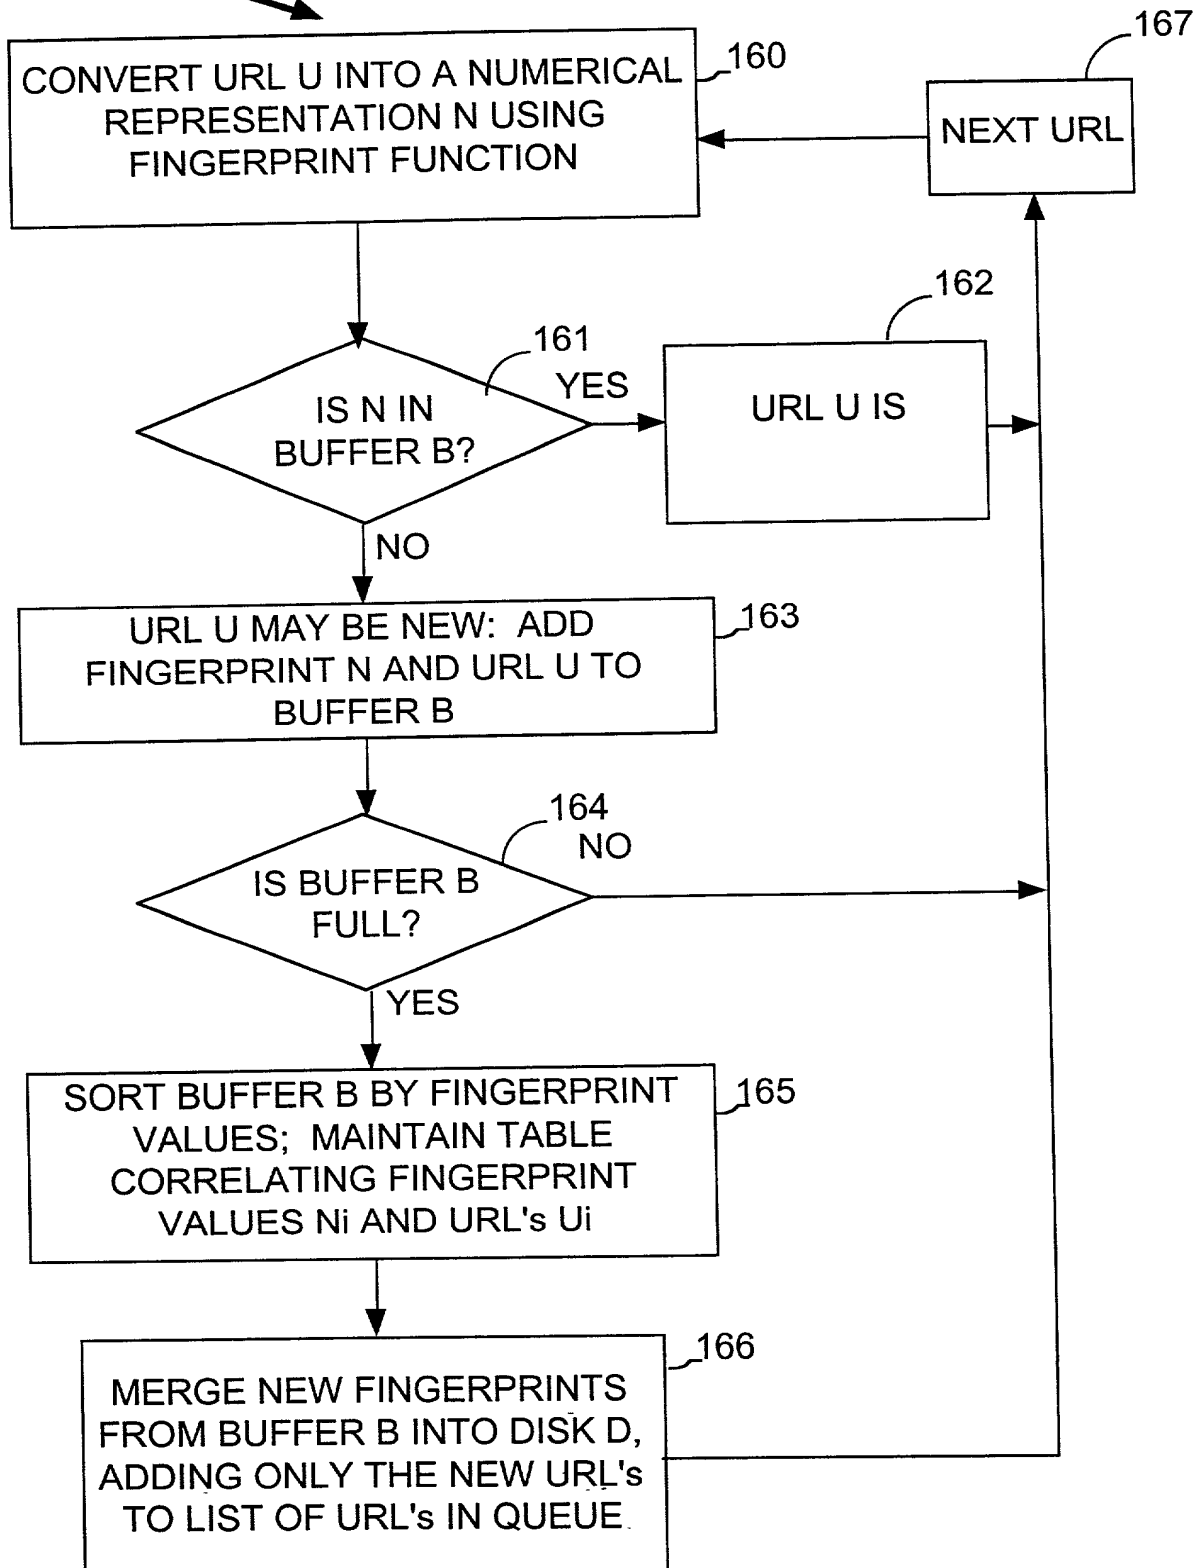 167
160
CONVERT URL U INTO A NUMERICAL
REPRESENTATION N USING
FINGERPRINT FUNCTION
NEXT URL
162
161
YES
IS N IN
BUFFER B?
URL U IS
NO
163
URL U MAY BE NEW: ADD
FINGERPRINT N AND URL U TO
BUFFER B
164
NO
IS BUFFER B
FULL?
YES
165
SORT BUFFER B BY FINGERPRINT
VALUES; MAINTAIN TABLE
CORRELATING FINGERPRINT
VALUES Ni AND URL's Ui
166
MERGE NEW FINGERPRINTS
FROM BUFFER B INTO DISK D,
ADDING ONLY THE NEW URL's
TO LIST OF URL's IN QUEUE.